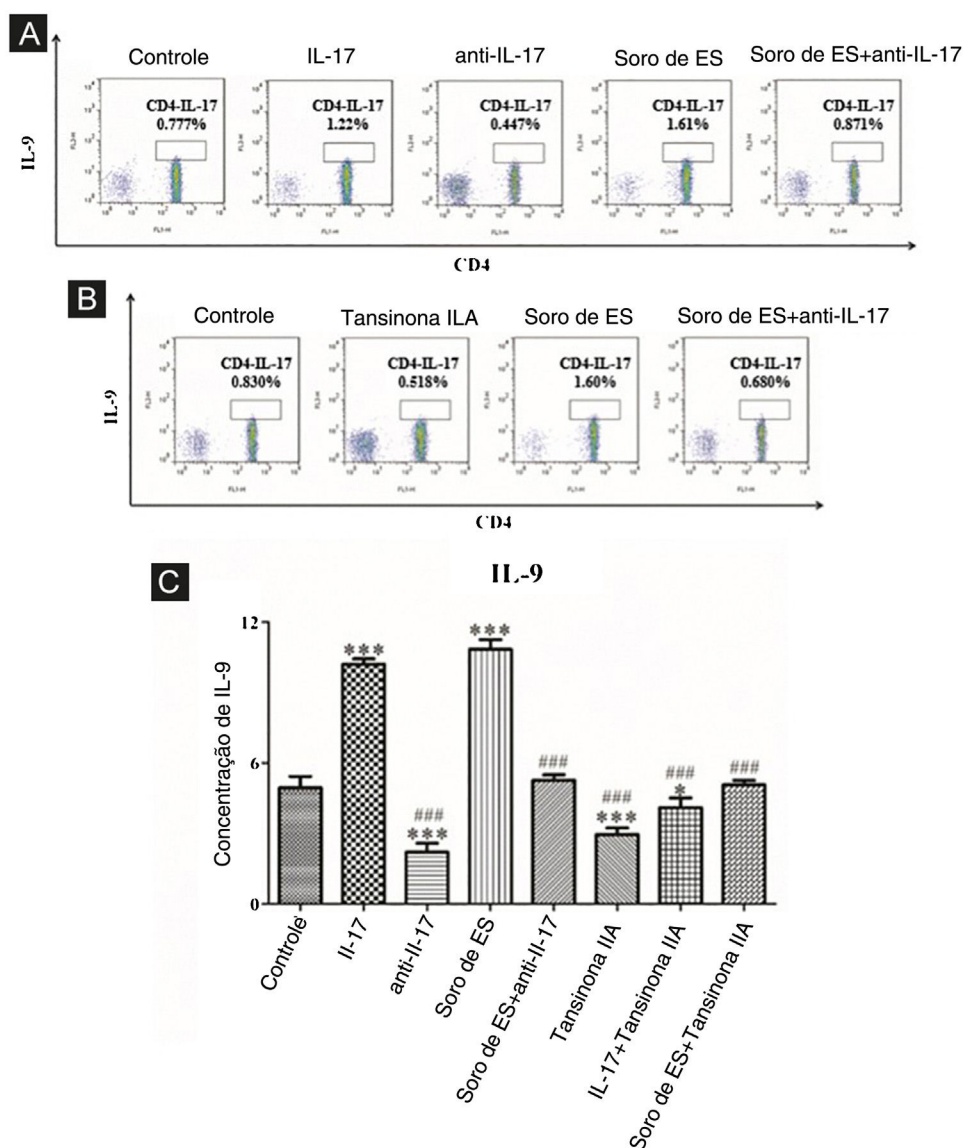 A
Controle IL-17 anti-IL-17 Soro de ES Soro de ES+anti-IL-17
CD4-IL-17 CD4-IL-17 CD4-IL-17 CD4-IL-17 CD4-IL-17
0.777% 1.22% 0.447% 1.61% 0.871%
IL-9
CD4
B
Controle Tansinona ILA Soro de ES Soro de ES+anti-IL-17
CD4-IL-17 CD4-IL-17 CD4-IL-17 CD4-IL-17
0.830% 0.518% 1.60% 0.680%
IL-9
CD4
C
IL-9
Concentração de IL-9
12
6
0
*** ### *** *** ### ### *** ### * ###
Controle
Il-17
anti-Il-17
Soro de ES
Soro de ES+anti-Il-17
Tansinona IIA
IL-17+Tansinona IIA
Soro de ES+Tansinona IIA